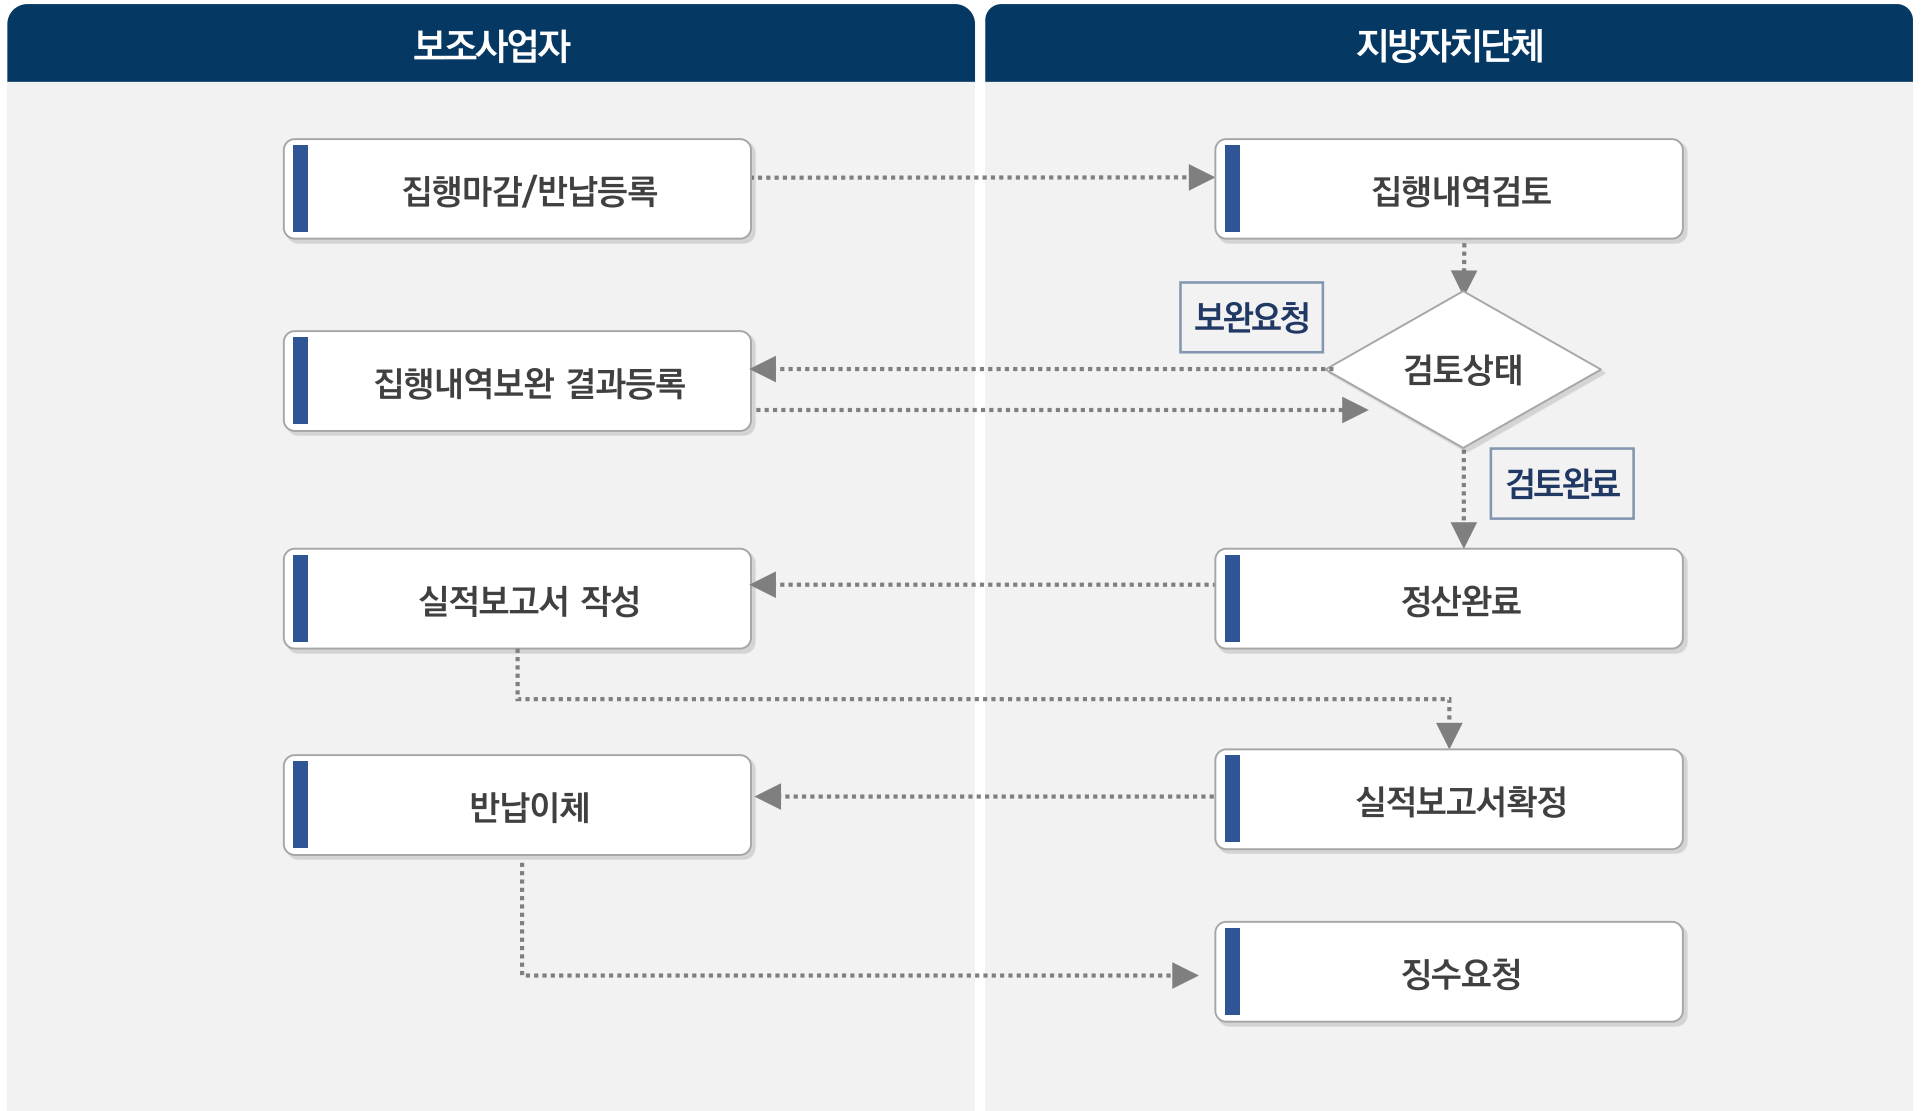 보조사업자
지방자치단체
집행마감/반납등록
집행내역검토
보완요청
집행내역보완 결과등록
검토상태
검토완료
실적보고서 작성
정산완료
반납이체
실적보고서확정
징수요청